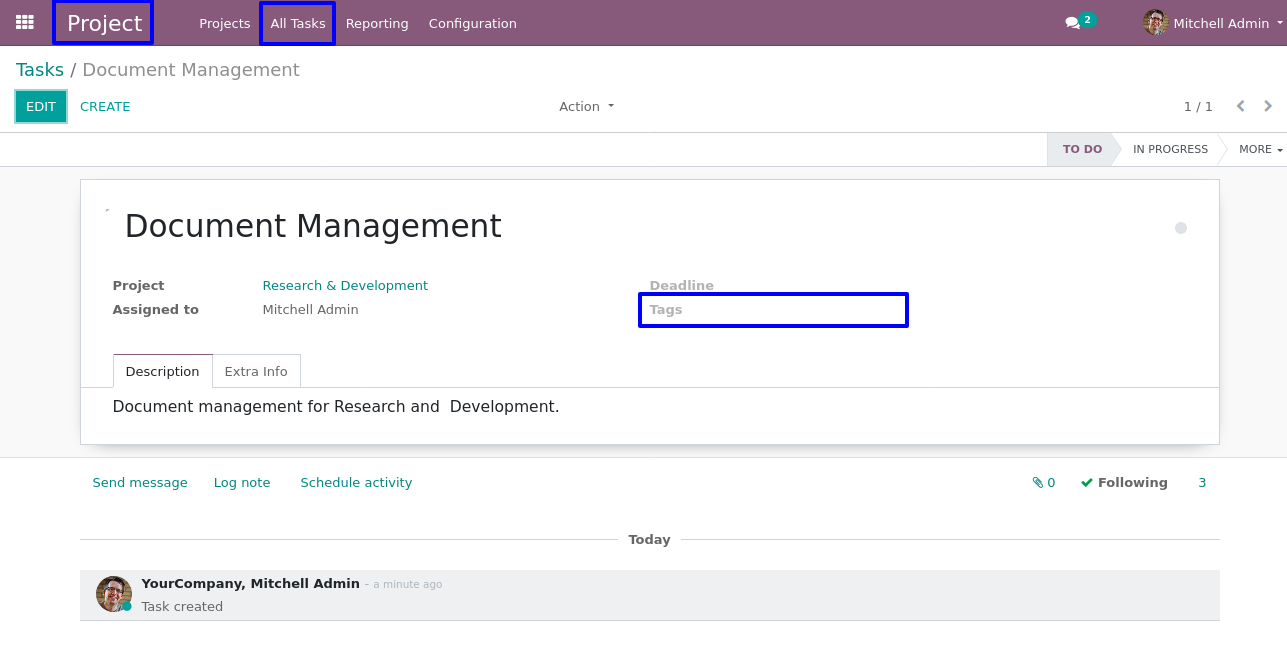 Project Projects All Tasks Reporting Configuration 2 Mitchell Admin
Tasks / Document Management
EDIT CREATE Action 1 / 1
TO DO IN PROGRESS MORE
Document Management
Project Research & Development Deadline
Assigned to Mitchell Admin Tags
Description Extra Info
Document management for Research and  Development.
Send message Log note Schedule activity 0 Following 3
Today
YourCompany, Mitchell Admin - a minute ago
Task created